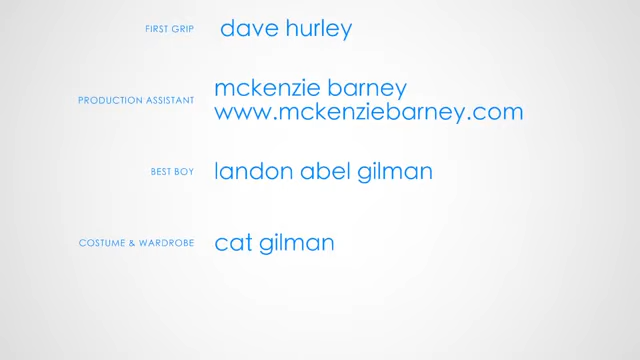 FIRST GRIP dave hurley
PRODUCTION ASSISTANT mckenzie barney
www.mckenziebarney.com
BEST BOY landon abel gilman
COSTUME & WARDROBE cat gilman